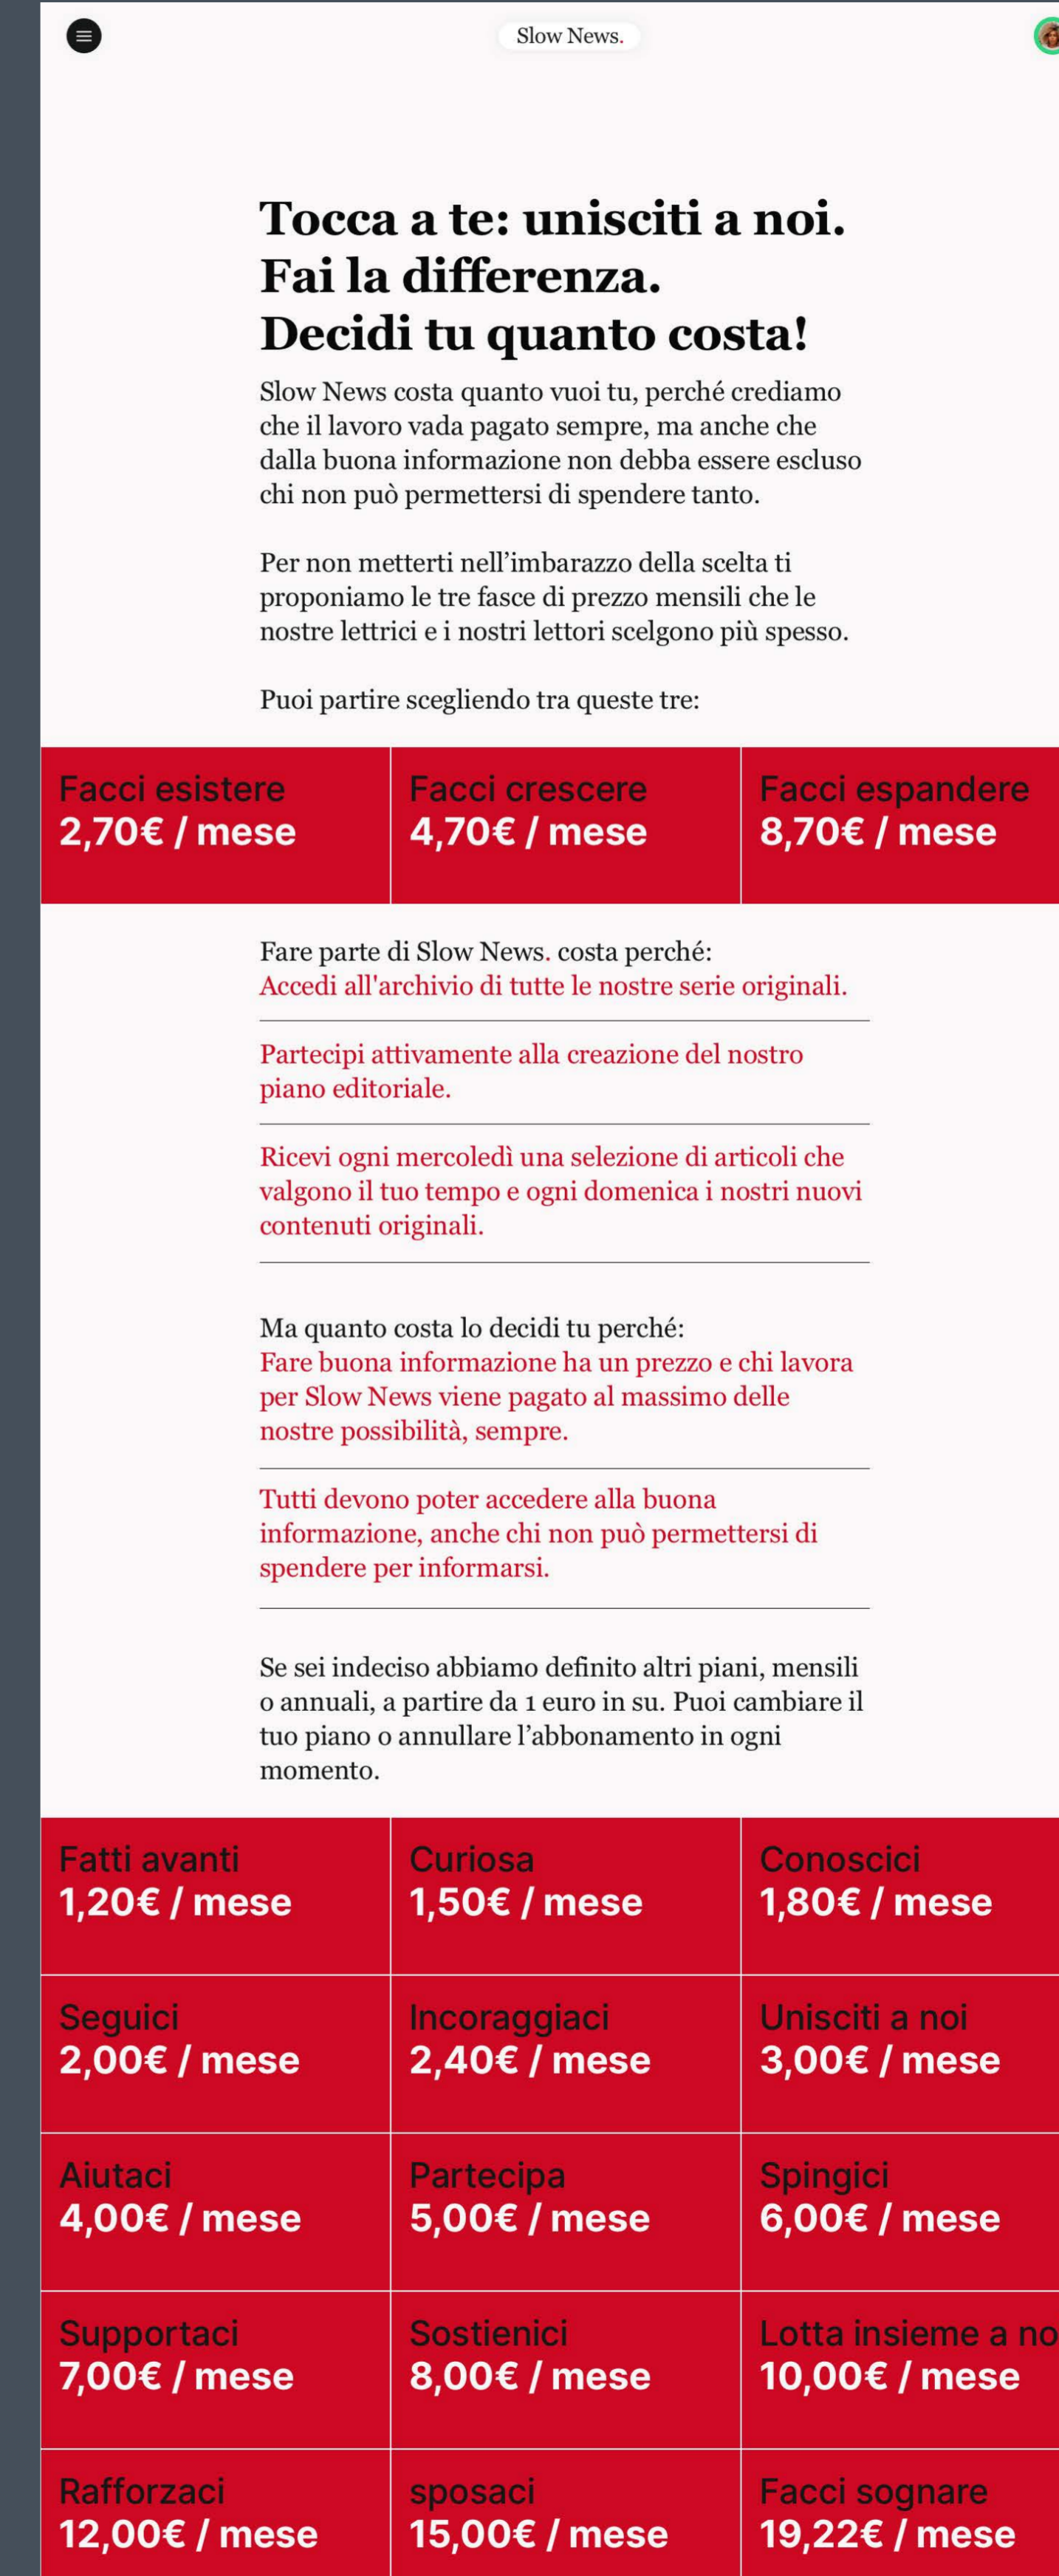 Slow News.
Tocca a te: unisciti a noi.
Fai la differenza.
Decidi tu quanto costa!
Slow News costa quanto vuoi tu, perché crediamo
che il lavoro vada pagato sempre, ma anche che
dalla buona informazione non debba essere escluso
chi non può permettersi di spendere tanto.
Per non metterti nell’imbarazzo della scelta ti
proponiamo le tre fasce di prezzo mensili che le
nostre lettrici e i nostri lettori scelgono più spesso.
Puoi partire scegliendo tra queste tre:
Facci esistere
2,70€ / mese
Facci crescere
4,70€ / mese
Facci espandere
8,70€ / mese
Fare parte di Slow News. costa perché:
Accedi all'archivio di tutte le nostre serie originali.
Partecipi attivamente alla creazione del nostro
piano editoriale.
Ricevi ogni mercoledì una selezione di articoli che
valgono il tuo tempo e ogni domenica i nostri nuovi
contenuti originali.
Ma quanto costa lo decidi tu perché:
Fare buona informazione ha un prezzo e chi lavora
per Slow News viene pagato al massimo delle
nostre possibilità, sempre.
Tutti devono poter accedere alla buona
informazione, anche chi non può permettersi di
spendere per informarsi.
Se sei indeciso abbiamo definito altri piani, mensili
o annuali, a partire da 1 euro in su. Puoi cambiare il
tuo piano o annullare l’abbonamento in ogni
momento.
Fatti avanti
1,20€ / mese
Curiosa
1,50€ / mese
Conoscici
1,80€ / mese
Seguici
2,00€ / mese
Incoraggiaci
2,40€ / mese
Unisciti a noi
3,00€ / mese
Aiutaci
4,00€ / mese
Partecipa
5,00€ / mese
Spingici
6,00€ / mese
Supportaci
7,00€ / mese
Sostienici
8,00€ / mese
Lotta insieme a no
10,00€ / mese
Rafforzaci
12,00€ / mese
sposaci
15,00€ / mese
Facci sognare
19,22€ / mese